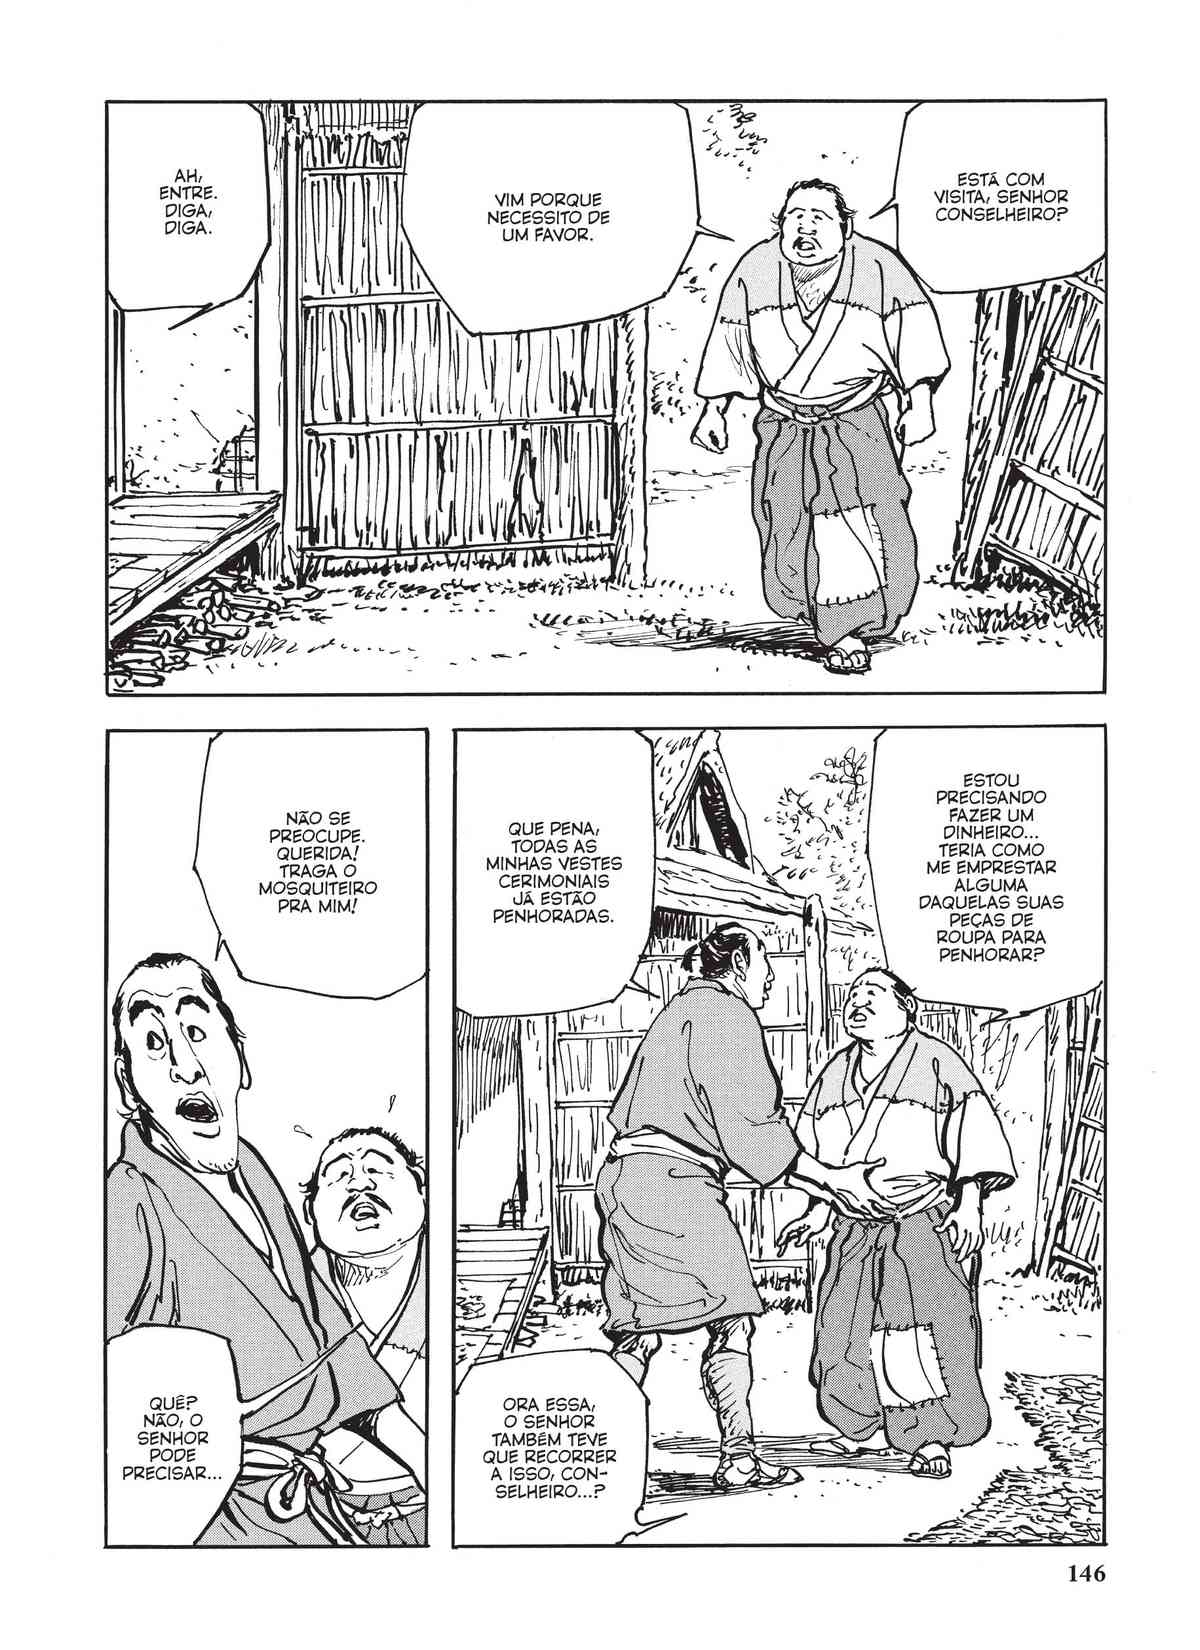 ESTÁ COM
VISITA, SENHOR
CONSELHEIRO?
VIM PORQUE
NECESSITO DE
UM FAVOR.
AH,
ENTRE.
DIGA,
DIGA.
ESTOU
PRECISANDO
FAZER UM
DINHEIRO...
TERIA COMO
ME EMPRESTAR
ALGUMA
DAQUELAS SUAS
PEÇAS DE
ROUPA PARA
PENHORAR?
QUE PENA,
TODAS AS
MINHAS VESTES
CERIMONIAIS
JÁ ESTÃO
PENHORADAS.
ORA ESSA,
O SENHOR
TAMBÉM TEVE
QUE RECORRER
A ISSO, CON-
SELHEIRO...?
NÃO SE
PREOCUPE.
QUERIDA!
TRAGA O
MOSQUITEIRO
PRA MIM!
QUÊ?
NÃO, O
SENHOR
PODE
PRECISAR...
146